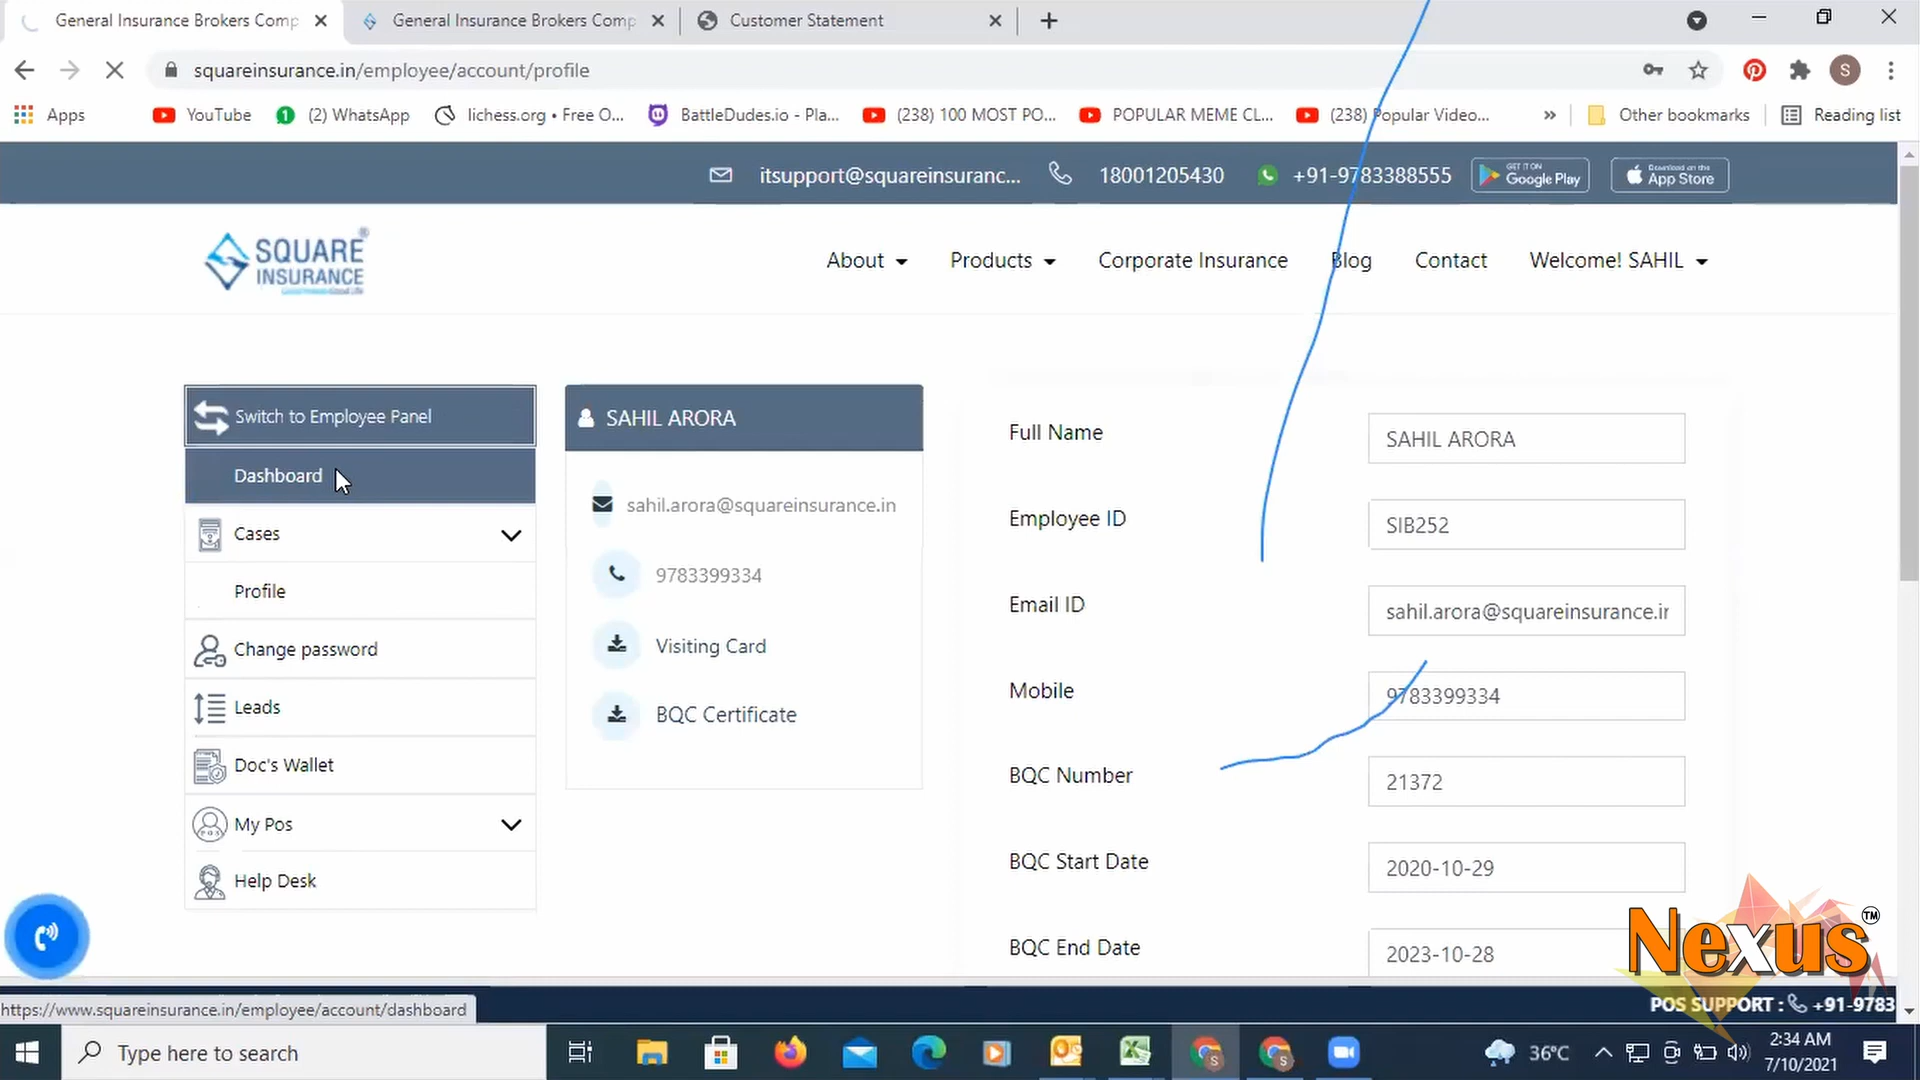 General Insurance Brokers Comp
General Insurance Brokers Comp
Customer Statement
squareinsurance.in/employee/account/profile
S
Apps
YouTube
(2) WhatsApp
lichess.org • Free O...
BattleDudes.io - Pla...
(238) 100 MOST PO...
POPULAR MEME CL...
(238) Popular Video...
»
Other bookmarks
Reading list
itsupport@squareinsuranc...
18001205430
+91-9783388555
GET IT ON
Google Play
Download on the
App Store
SQUARE
INSURANCE
About
Products
Corporate Insurance
Blog
Contact
Welcome! SAHIL
Switch to Employee Panel
Dashboard
Cases
Profile
Change password
Leads
Doc's Wallet
My Pos
Help Desk
SAHIL ARORA
sahil.arora@squareinsurance.in
9783399334
Visiting Card
BQC Certificate
Full Name
SAHIL ARORA
Employee ID
SIB252
Email ID
sahil.arora@squareinsurance.ir
Mobile
9783399334
BQC Number
21372
BQC Start Date
2020-10-29
BQC End Date
2023-10-28
Nexus™
https://www.squareinsurance.in/employee/account/dashboard
POS SUPPORT : +91-9783
Type here to search
36°C
2:34 AM
7/10/2021